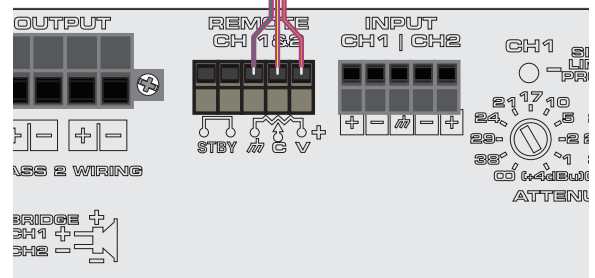 OUTPUT
REMOTE
CH 1&2
INPUT
CH1 | CH2
CH1
+ - + -
STBY C V +
+ - - +
ASS 2 WIRING
BRIDGE +
CH1 +
CH2 -
-
21 17 10
24 5
29 2
38 1
∞ (+4dBu) 0
ATTENU